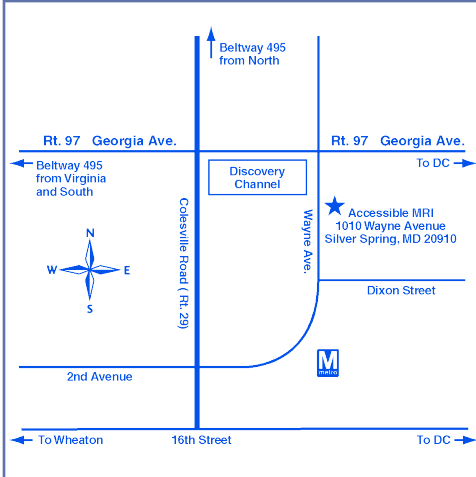 Beltway 495
from North
Rt. 97 Georgia Ave.
Rt. 97 Georgia Ave.
Beltway 495
from Virginia
and South
To DC
Discovery
Channel
Colesville Road ( Rt. 29)
Wayne Ave.
Accessible MRI
1010 Wayne Avenue
Silver Spring, MD 20910
N
W
E
S
Dixon Street
M
metro
2nd Avenue
To Wheaton
16th Street
To DC